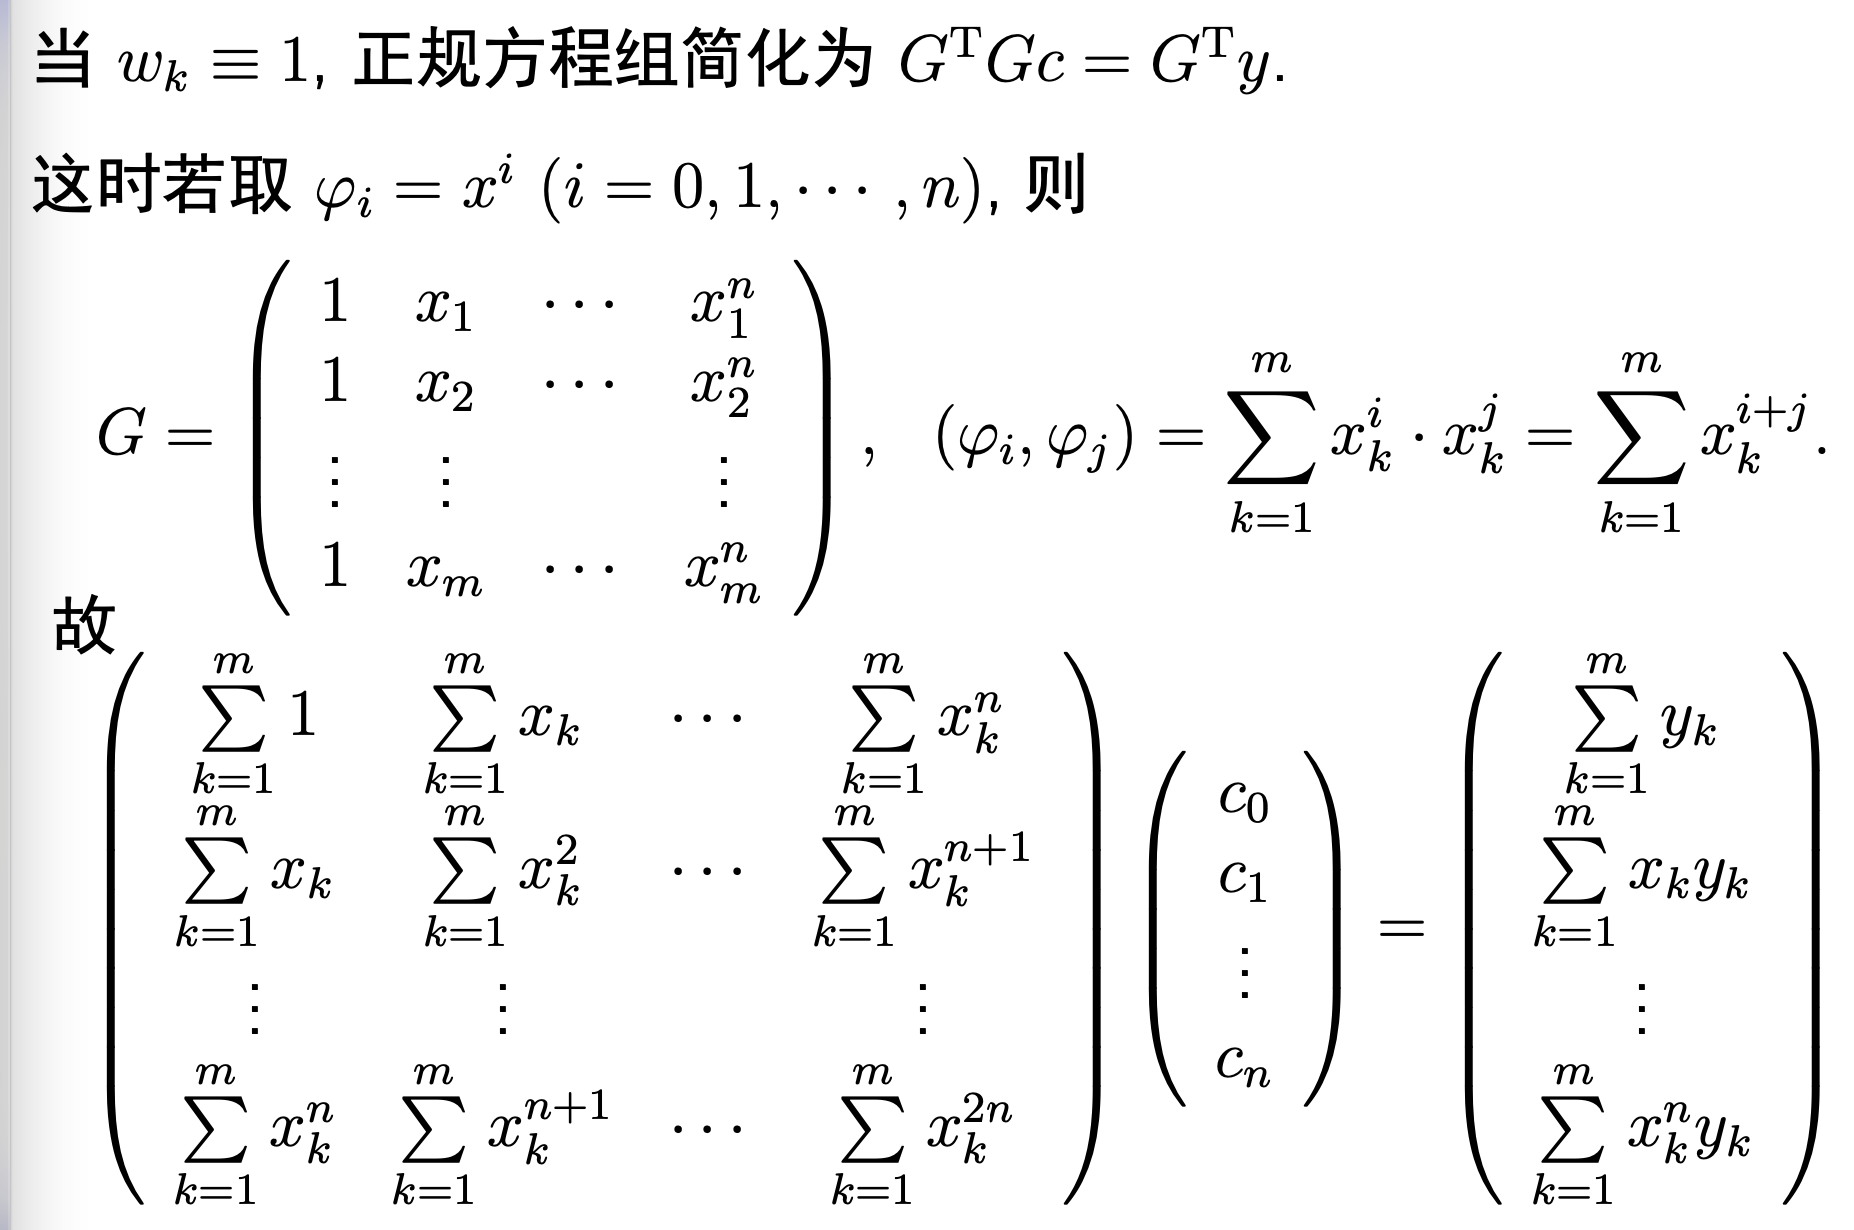 当 $w_k \equiv 1$, 正规方程组简化为 $G^{\mathrm{T}}Gc = G^{\mathrm{T}}y$.
这时若取 $\varphi_i = x^i \ (i = 0, 1, \cdots, n)$, 则
$G = \begin{pmatrix} 1 & x_1 & \cdots & x_1^n \\ 1 & x_2 & \cdots & x_2^n \\ \vdots & \vdots & & \vdots \\ 1 & x_m & \cdots & x_m^n \end{pmatrix}, \quad (\varphi_i, \varphi_j) = \sum_{k=1}^{m} x_k^i \cdot x_k^j = \sum_{k=1}^{m} x_k^{i+j}.$
故
$\begin{pmatrix} \sum_{k=1}^{m} 1 & \sum_{k=1}^{m} x_k & \cdots & \sum_{k=1}^{m} x_k^n \\ \sum_{k=1}^{m} x_k & \sum_{k=1}^{m} x_k^2 & \cdots & \sum_{k=1}^{m} x_k^{n+1} \\ \vdots & \vdots & & \vdots \\ \sum_{k=1}^{m} x_k^n & \sum_{k=1}^{m} x_k^{n+1} & \cdots & \sum_{k=1}^{m} x_k^{2n} \end{pmatrix} \begin{pmatrix} c_0 \\ c_1 \\ \vdots \\ c_n \end{pmatrix} = \begin{pmatrix} \sum_{k=1}^{m} y_k \\ \sum_{k=1}^{m} x_k y_k \\ \vdots \\ \sum_{k=1}^{m} x_k^n y_k \end{pmatrix}$